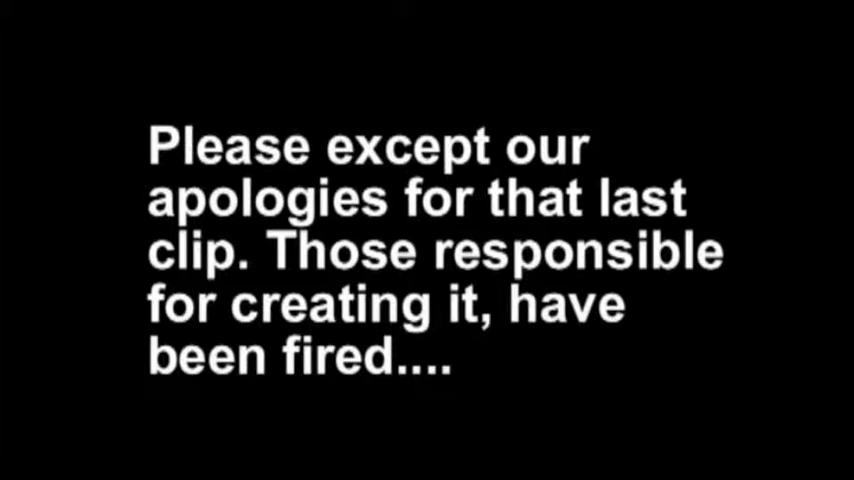 Please except our
apologies for that last
clip. Those responsible
for creating it, have
been fired....